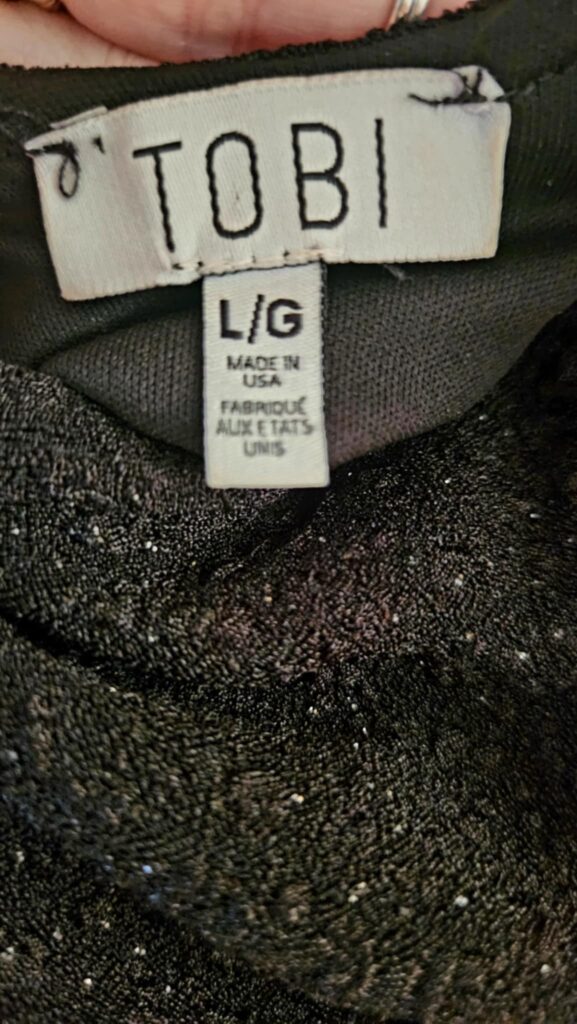 TOBI
L/G
MADE IN
USA
FABRIQUÉ
AUX ETATS
UNIS